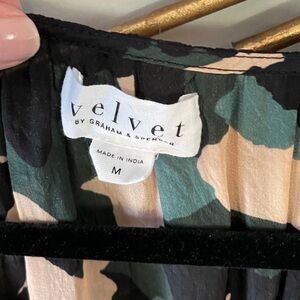 velvet
BY GRAHAM & SPENCER
MADE IN INDIA
M